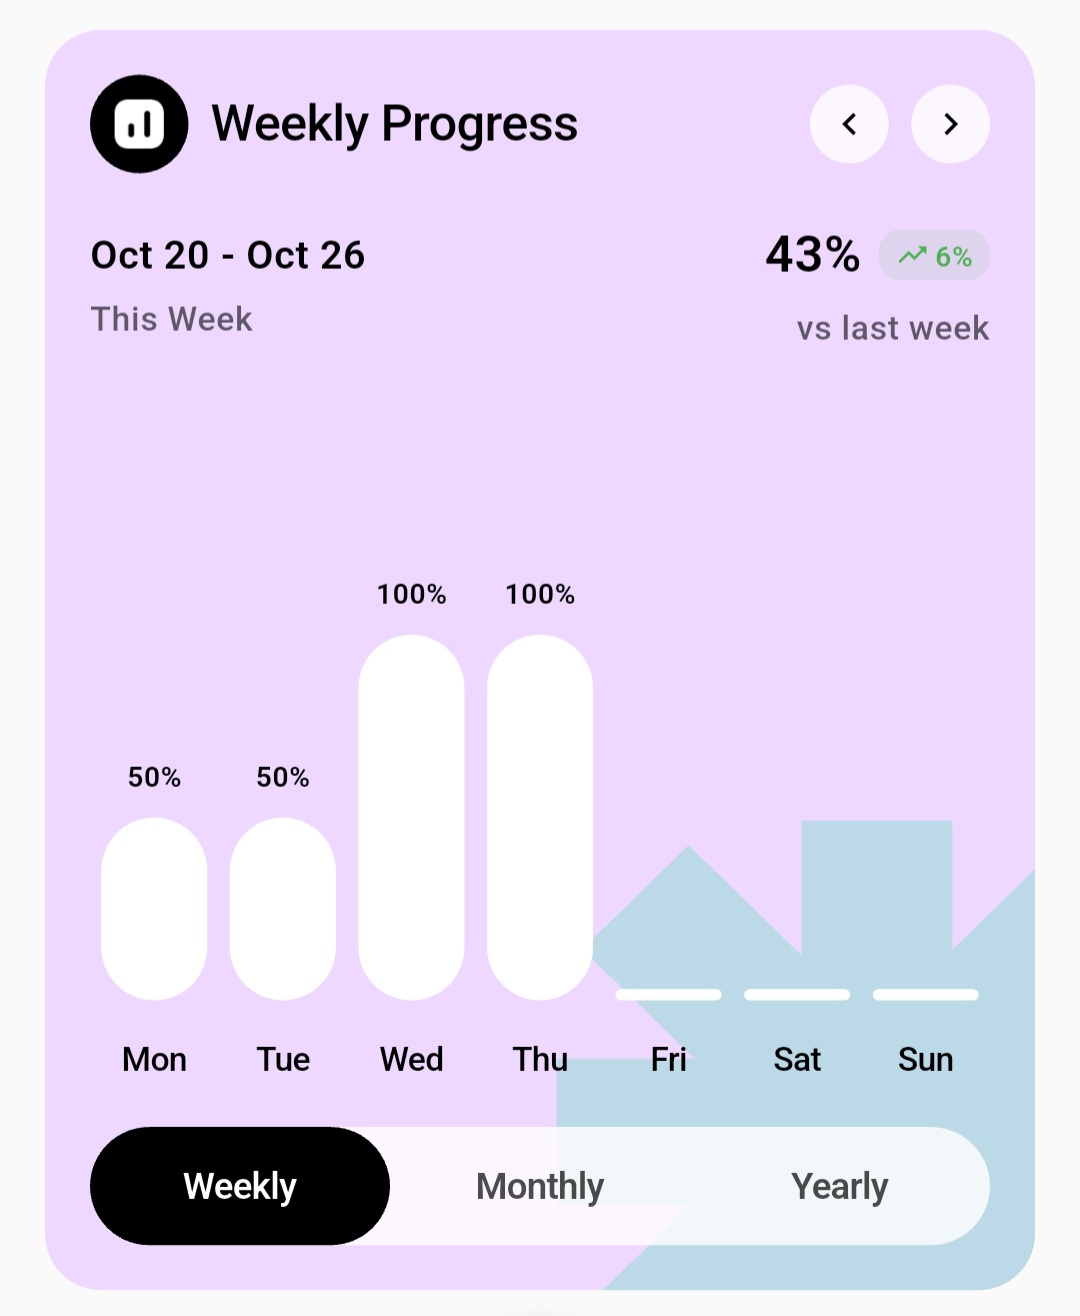 Weekly Progress
Oct 20 - Oct 26
43% 6%
This Week
vs last week
100% 100%
50% 50%
Mon Tue Wed Thu Fri Sat Sun
Weekly Monthly Yearly